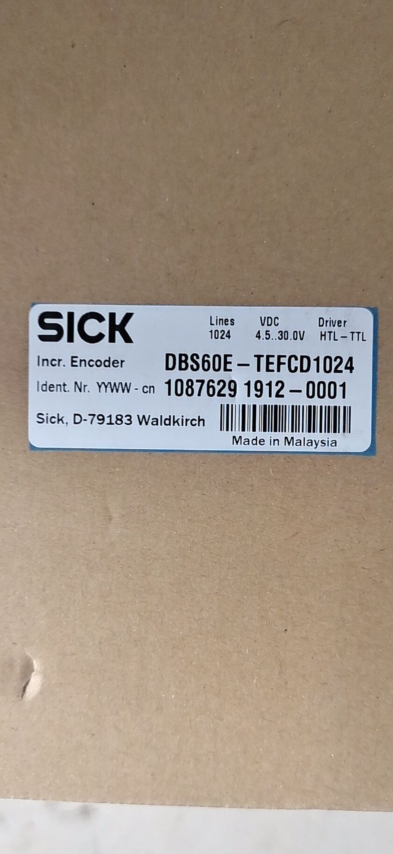 SICK
Lines VDC Driver
1024 4.5..30.0V HTL-TTL
Incr. Encoder DBS60E-TEFCD1024
Ident. Nr. YYWW - cn 1087629 1912-0001
Sick, D-79183 Waldkirch
Made in Malaysia